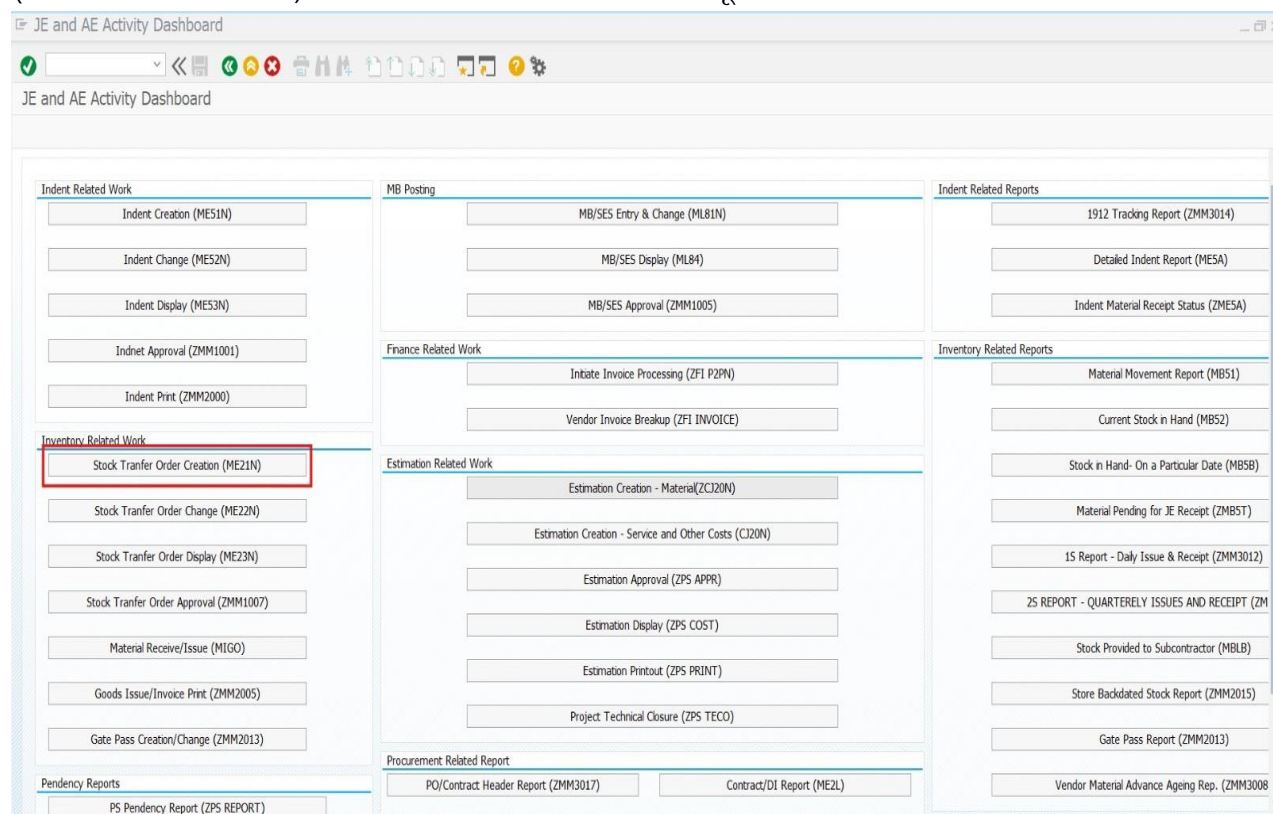 JE and AE Activity Dashboard
JE and AE Activity Dashboard
Indent Related Work
Indent Creation (ME51N)
Indent Change (ME52N)
Indent Display (ME53N)
Indnet Approval (ZMM1001)
Indent Print (ZMM2000)
Inventory Related Work
Stock Tranfer Order Creation (ME21N)
Stock Tranfer Order Change (ME22N)
Stock Tranfer Order Display (ME23N)
Stock Tranfer Order Approval (ZMM1007)
Material Receive/Issue (MIGO)
Goods Issue/Invoice Print (ZMM2005)
Gate Pass Creation/Change (ZMM2013)
Pendency Reports
PS Pendency Report (ZPS REPORT)
MB Posting
MB/SES Entry & Change (ML81N)
MB/SES Display (ML84)
MB/SES Approval (ZMM1005)
Finance Related Work
Initiate Invoice Processing (ZFI P2PN)
Vendor Invoice Breakup (ZFI INVOICE)
Estimation Related Work
Estimation Creation - Material(ZCJ20N)
Estimation Creation - Service and Other Costs (CJ20N)
Estimation Approval (ZPS APPR)
Estimation Display (ZPS COST)
Estimation Printout (ZPS PRINT)
Project Technical Closure (ZPS TECO)
Procurement Related Report
PO/Contract Header Report (ZMM3017)
Contract/DI Report (ME2L)
Indent Related Reports
1912 Tracking Report (ZMM3014)
Detailed Indent Report (ME5A)
Indent Material Receipt Status (ZME5A)
Inventory Related Reports
Material Movement Report (MB51)
Current Stock in Hand (MB52)
Stock in Hand- On a Particular Date (MB5B)
Material Pending for JE Receipt (ZMB5T)
1S Report - Daily Issue & Receipt (ZMM3012)
2S REPORT - QUARTERELY ISSUES AND RECEIPT (ZM
Stock Provided to Subcontractor (MBLB)
Store Backdated Stock Report (ZMM2015)
Gate Pass Report (ZMM2013)
Vendor Material Advance Ageing Rep. (ZMM3008